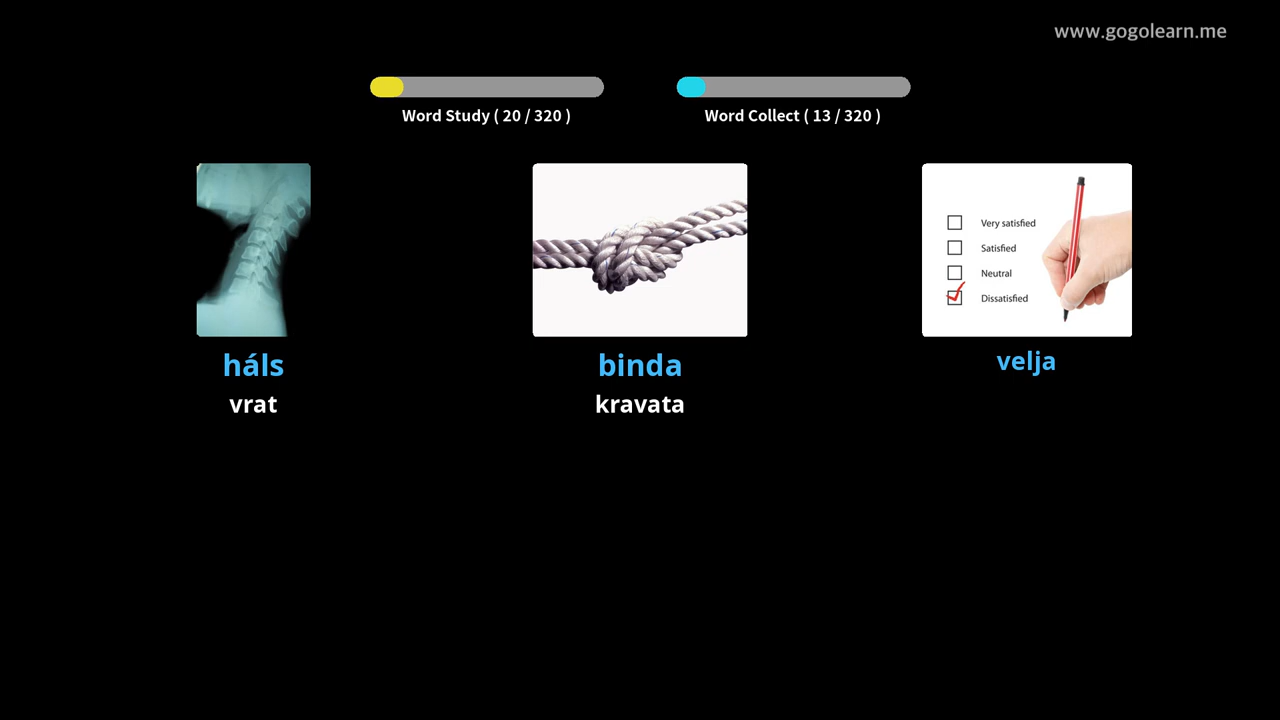 www.gogolearn.me
Word Study ( 20 / 320 )
Word Collect ( 13 / 320 )
Very satisfied
Satisfied
Neutral
Dissatisfied
háls
binda
velja
vrat
kravata